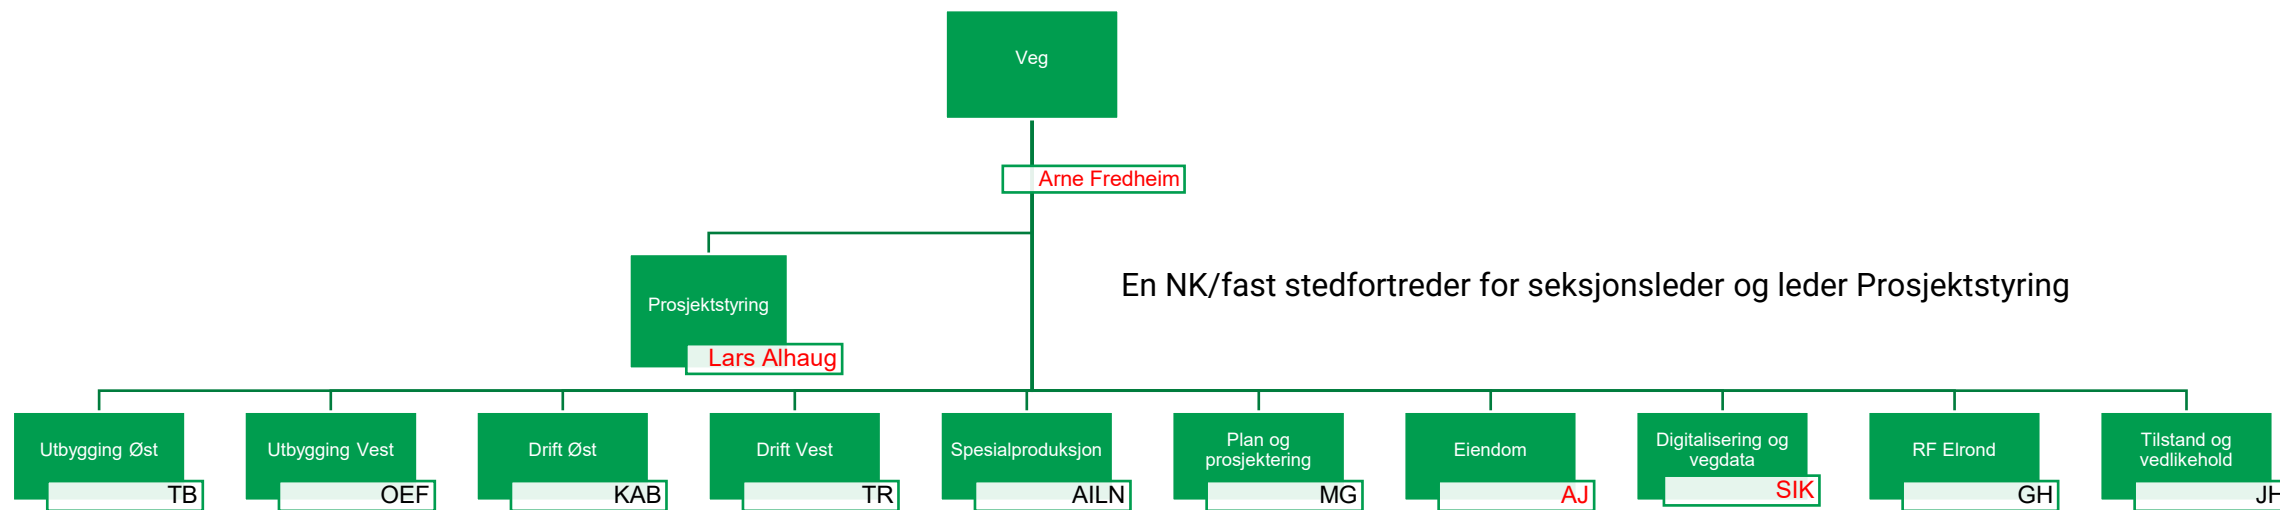 Veg
Arne Fredheim
Prosjektstyring
Lars Alhaug
En NK/fast stedfortreder for seksjonsleder og leder Prosjektstyring
Utbygging Øst
TB
Utbygging Vest
OEF
Drift Øst
KAB
Drift Vest
TR
Spesialproduksjon
AILN
Plan og
prosjektering
MG
Eiendom
AJ
Digitalisering og
vegdata
SIK
RF Elrond
GH
Tilstand og
vedlikehold
JH